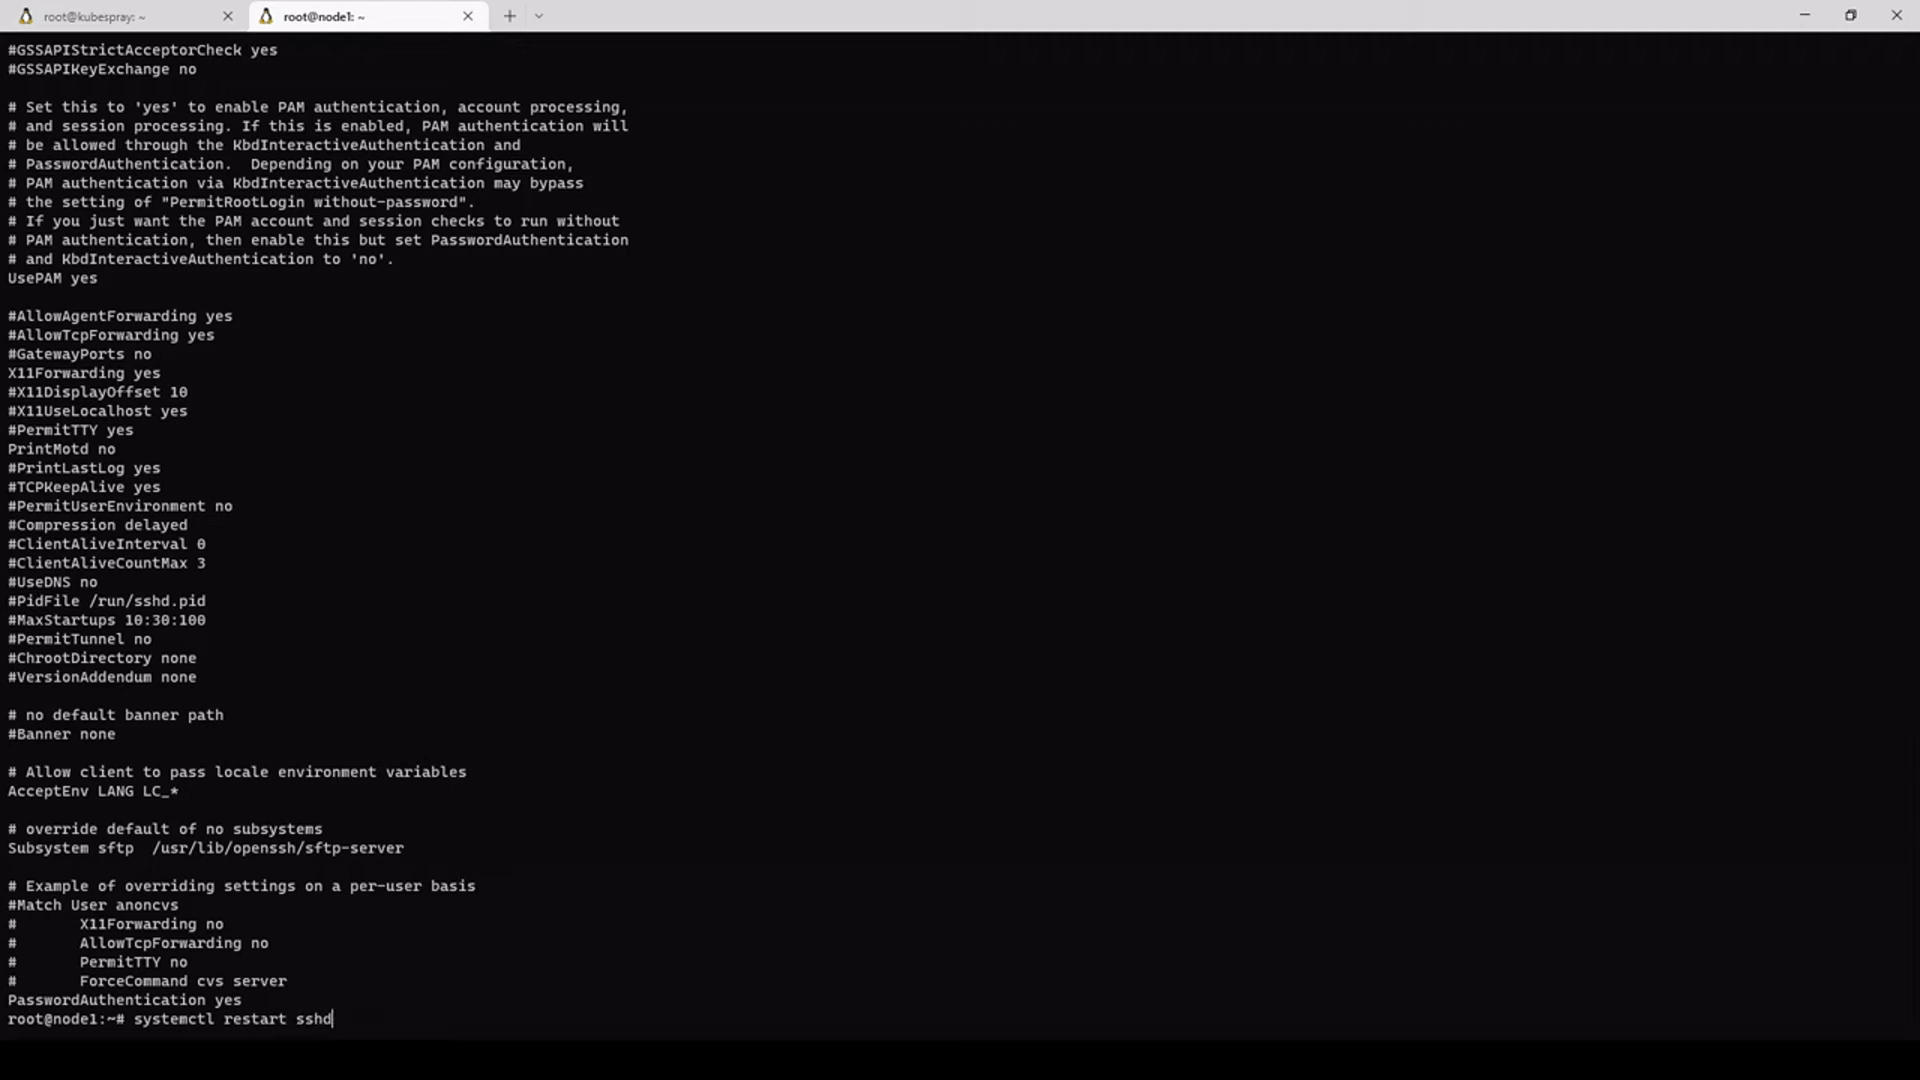 root@kubespray: ~
root@node1: ~
#GSSAPIStrictAcceptorCheck yes
#GSSAPIKeyExchange no
# Set this to 'yes' to enable PAM authentication, account processing,
# and session processing. If this is enabled, PAM authentication will
# be allowed through the KbdInteractiveAuthentication and
# PasswordAuthentication.  Depending on your PAM configuration,
# PAM authentication via KbdInteractiveAuthentication may bypass
# the setting of "PermitRootLogin without-password".
# If you just want the PAM account and session checks to run without
# PAM authentication, then enable this but set PasswordAuthentication
# and KbdInteractiveAuthentication to 'no'.
UsePAM yes
#AllowAgentForwarding yes
#AllowTcpForwarding yes
#GatewayPorts no
X11Forwarding yes
#X11DisplayOffset 10
#X11UseLocalhost yes
#PermitTTY yes
PrintMotd no
#PrintLastLog yes
#TCPKeepAlive yes
#PermitUserEnvironment no
#Compression delayed
#ClientAliveInterval 0
#ClientAliveCountMax 3
#UseDNS no
#PidFile /run/sshd.pid
#MaxStartups 10:30:100
#PermitTunnel no
#ChrootDirectory none
#VersionAddendum none
# no default banner path
#Banner none
# Allow client to pass locale environment variables
AcceptEnv LANG LC_*
# override default of no subsystems
Subsystem sftp  /usr/lib/openssh/sftp-server
# Example of overriding settings on a per-user basis
#Match User anoncvs
#       X11Forwarding no
#       AllowTcpForwarding no
#       PermitTTY no
#       ForceCommand cvs server
PasswordAuthentication yes
root@node1:~# systemctl restart sshd